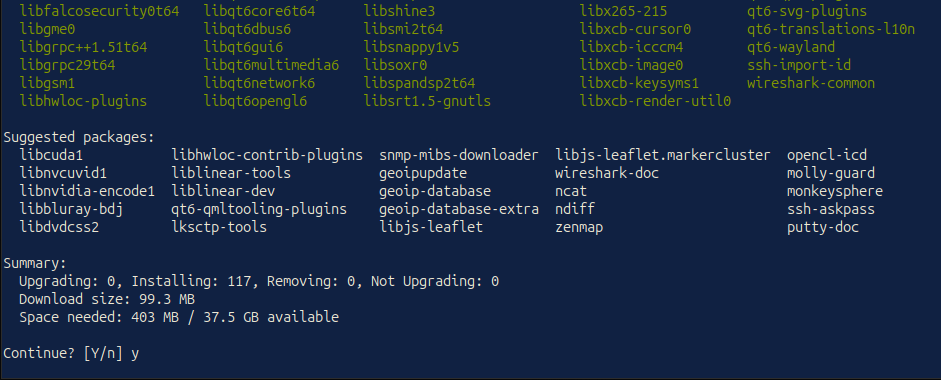 libfalcosecurity0t64 libqt6core6t64 libshine3 libx265-215 qt6-svg-plugins
libgme0 libqt6dbus6 libsmi2t64 libxcb-cursor0 qt6-translations-l10n
libgrpc++1.51t64 libqt6gui6 libsnappy1v5 libxcb-icccm4 qt6-wayland
libgrpc29t64 libqt6multimedia6 libsoxr0 libxcb-image0 ssh-import-id
libgsm1 libqt6network6 libspandsp2t64 libxcb-keysyms1 wireshark-common
libhwloc-plugins libqt6opengl6 libsrt1.5-gnutls libxcb-render-util0
Suggested packages:
libcuda1 libhwloc-contrib-plugins snmp-mibs-downloader libjs-leaflet.markercluster opencl-icd
libnvcuvid1 liblinear-tools geoipupdate wireshark-doc molly-guard
libnvidia-encode1 liblinear-dev geoip-database ncat monkeysphere
libbluray-bdj qt6-qmltooling-plugins geoip-database-extra ndiff ssh-askpass
libdvdcss2 lksctp-tools libjs-leaflet zenmap putty-doc
Summary:
Upgrading: 0, Installing: 117, Removing: 0, Not Upgrading: 0
Download size: 99.3 MB
Space needed: 403 MB / 37.5 GB available
Continue? [Y/n] y